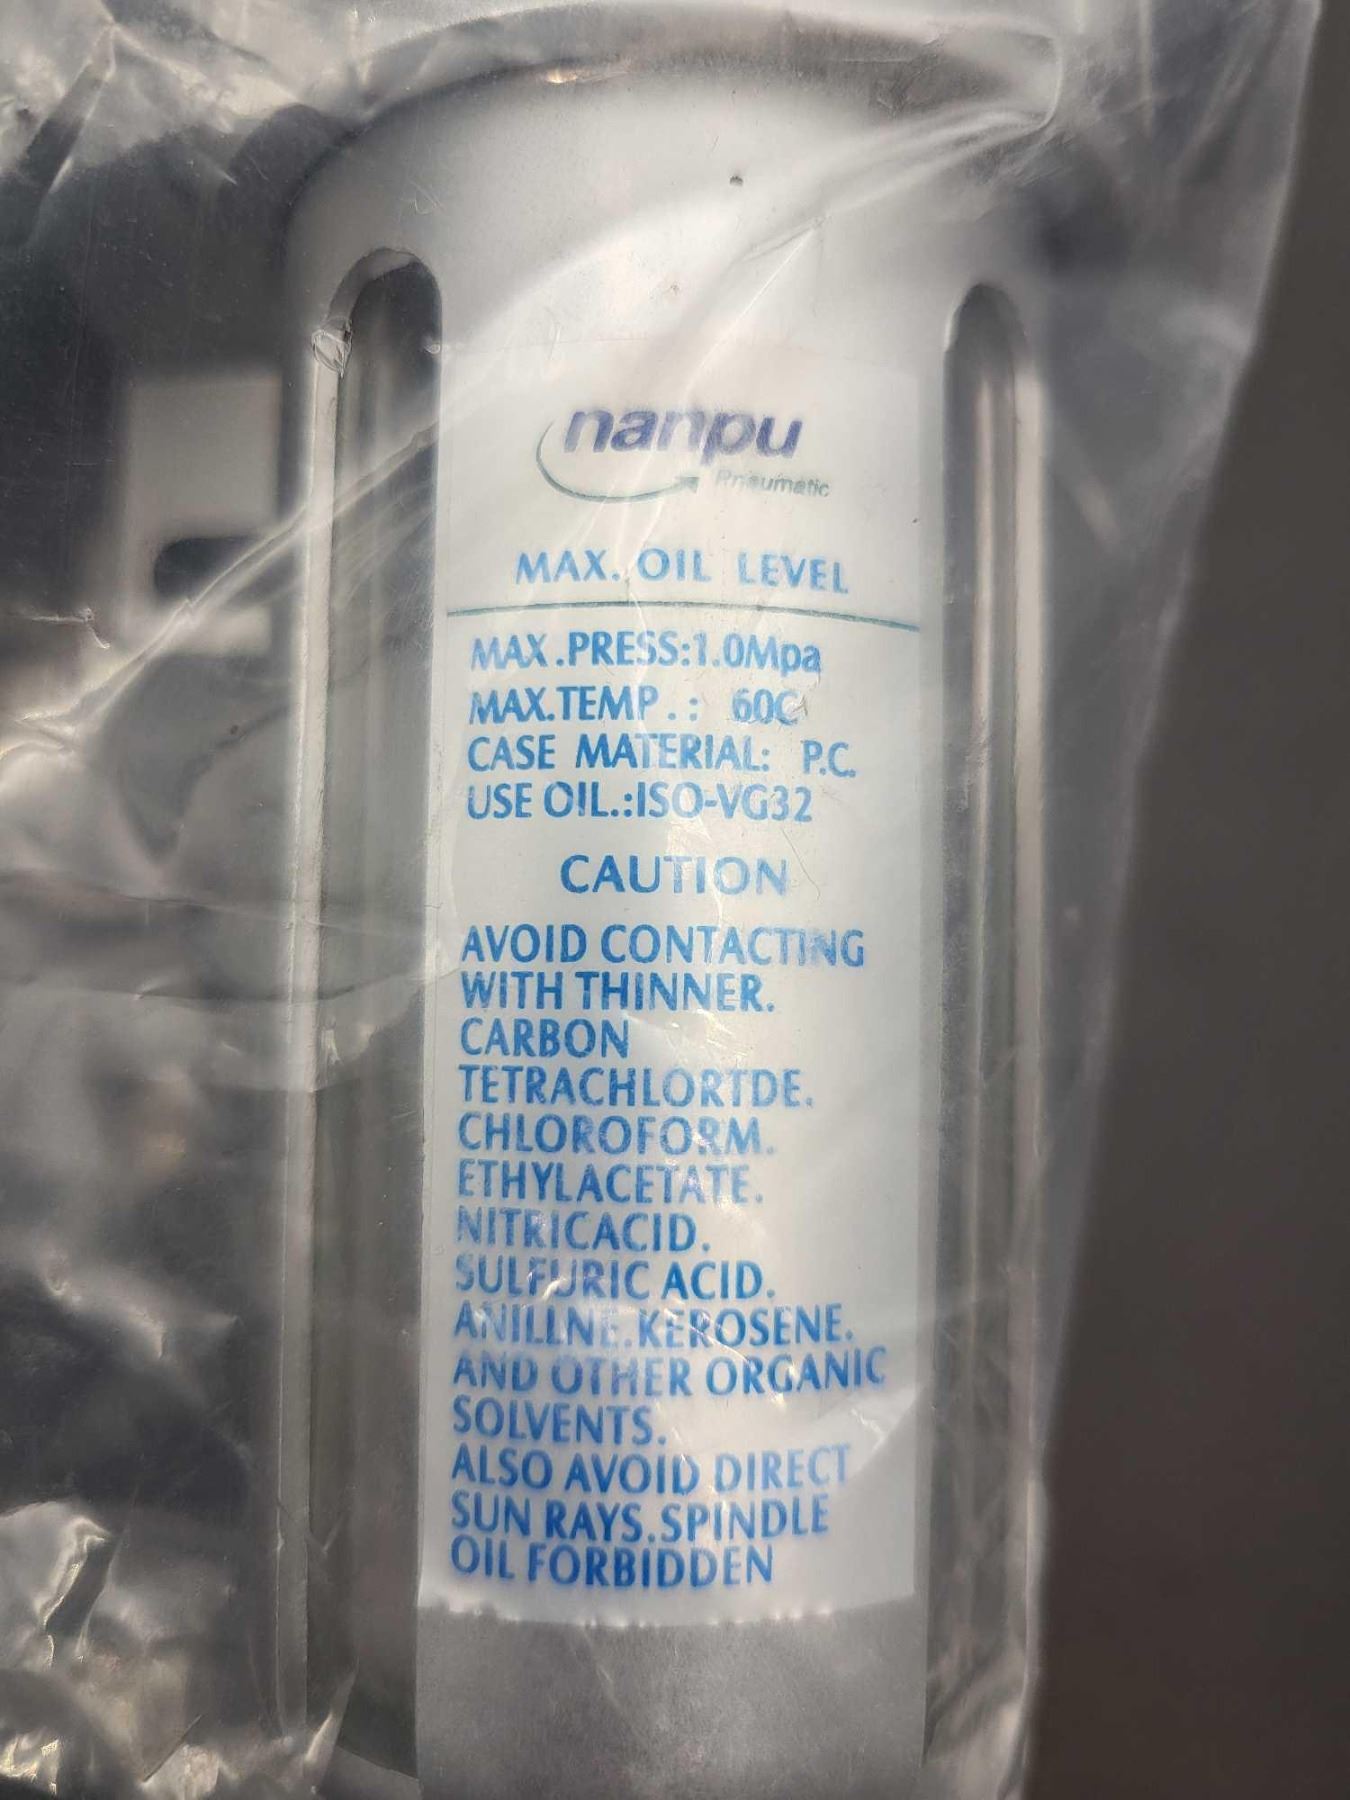 nanpu
Pneumatic
MAX. OIL LEVEL
MAX.PRESS:1.0Mpa
MAX.TEMP.: 60C
CASE MATERIAL: P.C.
USE OIL.:ISO-VG32
CAUTION
AVOID CONTACTING
WITH THINNER.
CARBON
TETRACHLORTDE.
CHLOROFORM.
ETHYLACETATE.
NITRICACID.
SULFURIC ACID.
ANILLNE.KEROSENE.
AND OTHER ORGANIC
SOLVENTS.
ALSO AVOID DIRECT
SUN RAYS.SPINDLE
OIL FORBIDDEN